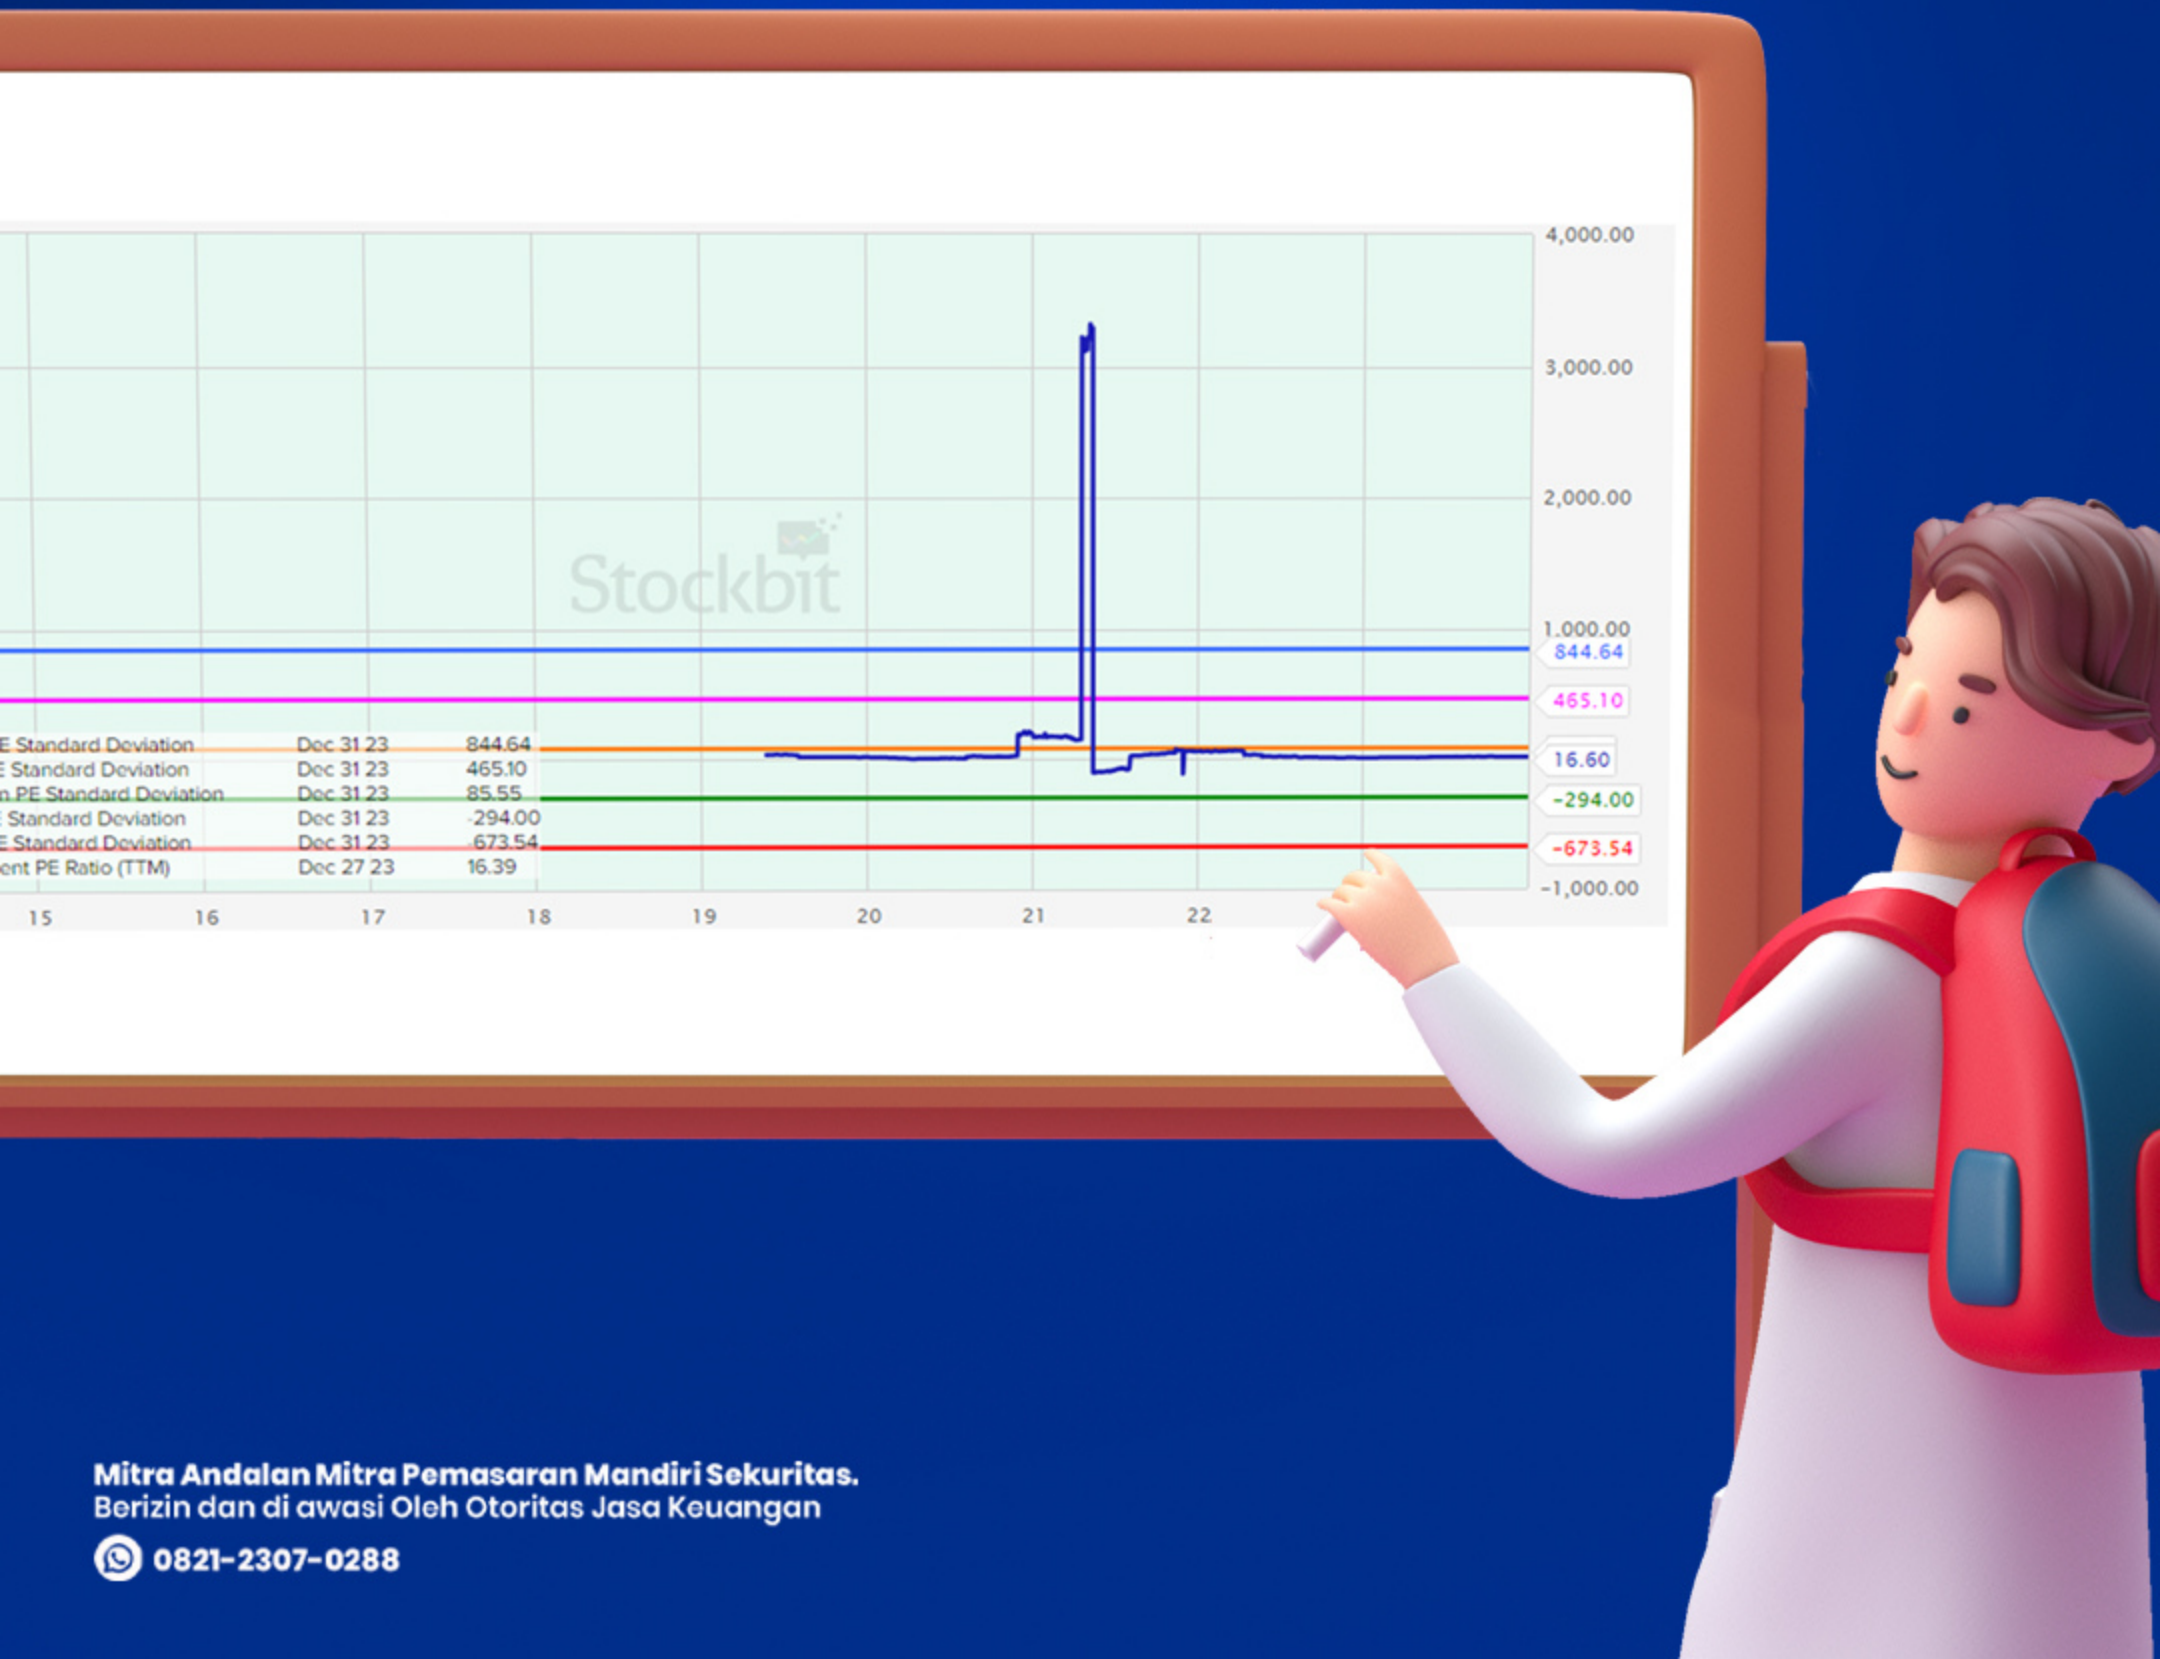 4,000.00
3,000.00
2,000.00
Stockbit
1,000.00
844.64
465.10
16.60
-294.00
-673.54
-1,000.00
E Standard Deviation Dec 31 23 844.64
E Standard Deviation Dec 31 23 465.10
n PE Standard Deviation Dec 31 23 85.55
E Standard Deviation Dec 31 23 -294.00
E Standard Deviation Dec 31 23 -673.54
ent PE Ratio (TTM) Dec 27 23 16.39
15 16 17 18 19 20 21 22
Mitra Andalan Mitra Pemasaran Mandiri Sekuritas.
Berizin dan di awasi Oleh Otoritas Jasa Keuangan
0821-2307-0288